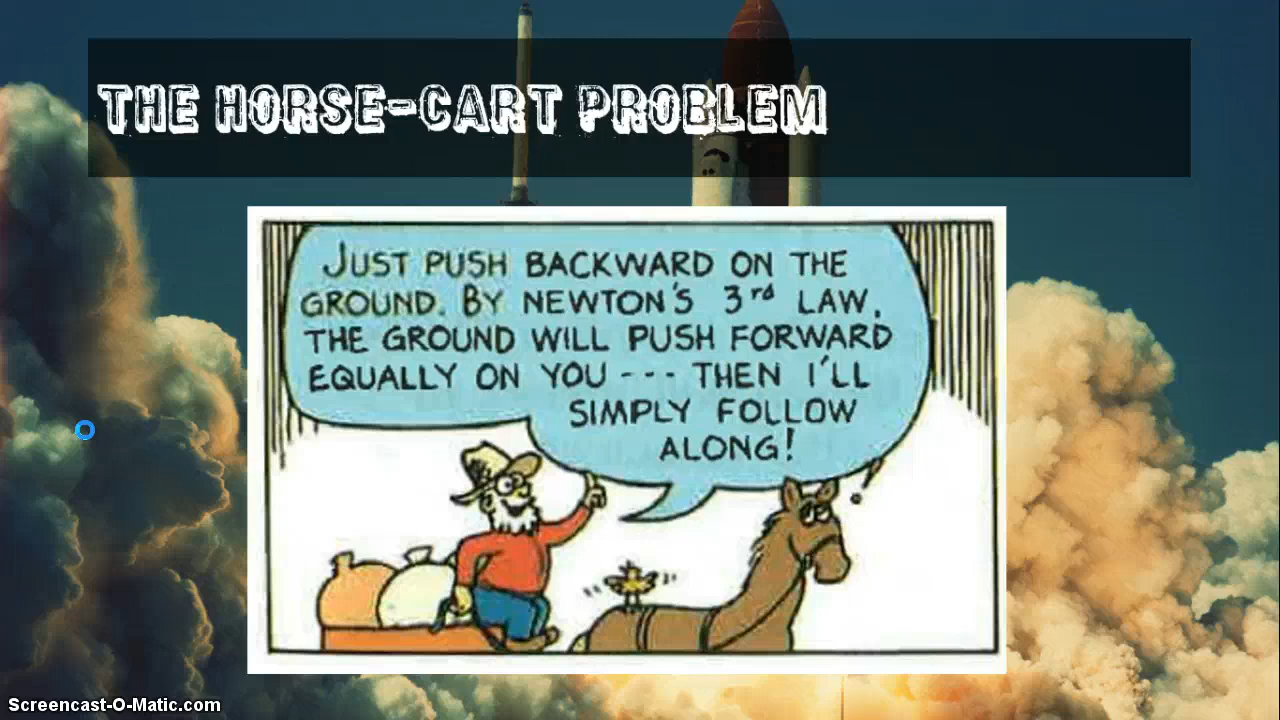 THE HORSE-CART PROBLEM
JUST PUSH BACKWARD ON THE
GROUND. BY NEWTON'S 3rd LAW,
THE GROUND WILL PUSH FORWARD
EQUALLY ON YOU --- THEN I'LL
SIMPLY FOLLOW
ALONG!
Screencast-O-Matic.com